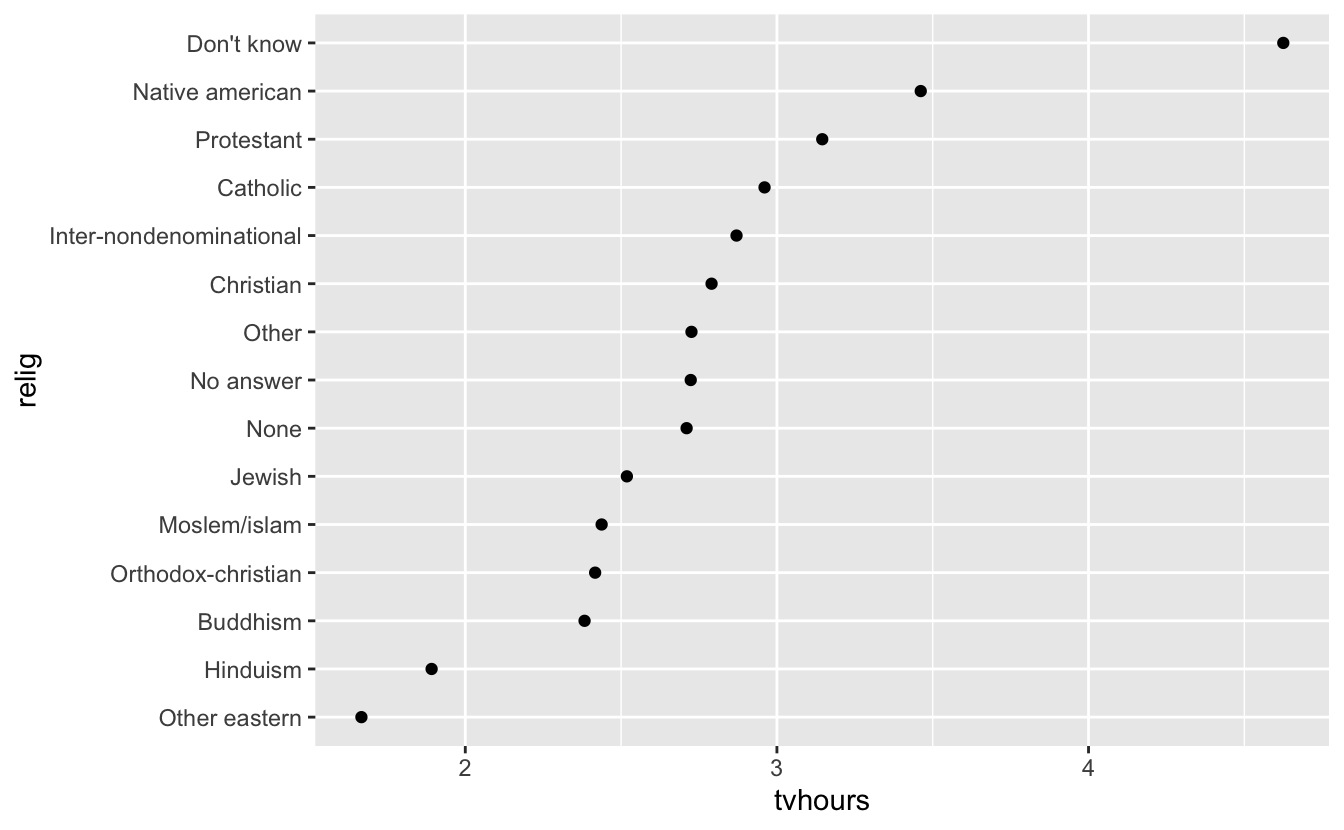 Don't know
Native american
Protestant
Catholic
Inter-nondenominational
Christian
Other
No answer
None
Jewish
Moslem/islam
Orthodox-christian
Buddhism
Hinduism
Other eastern
relig
2 3 4
tvhours